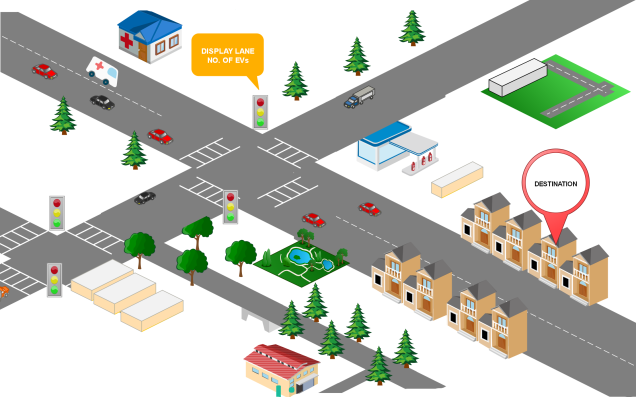 DISPLAY LANE
NO. OF EVs
DESTINATION